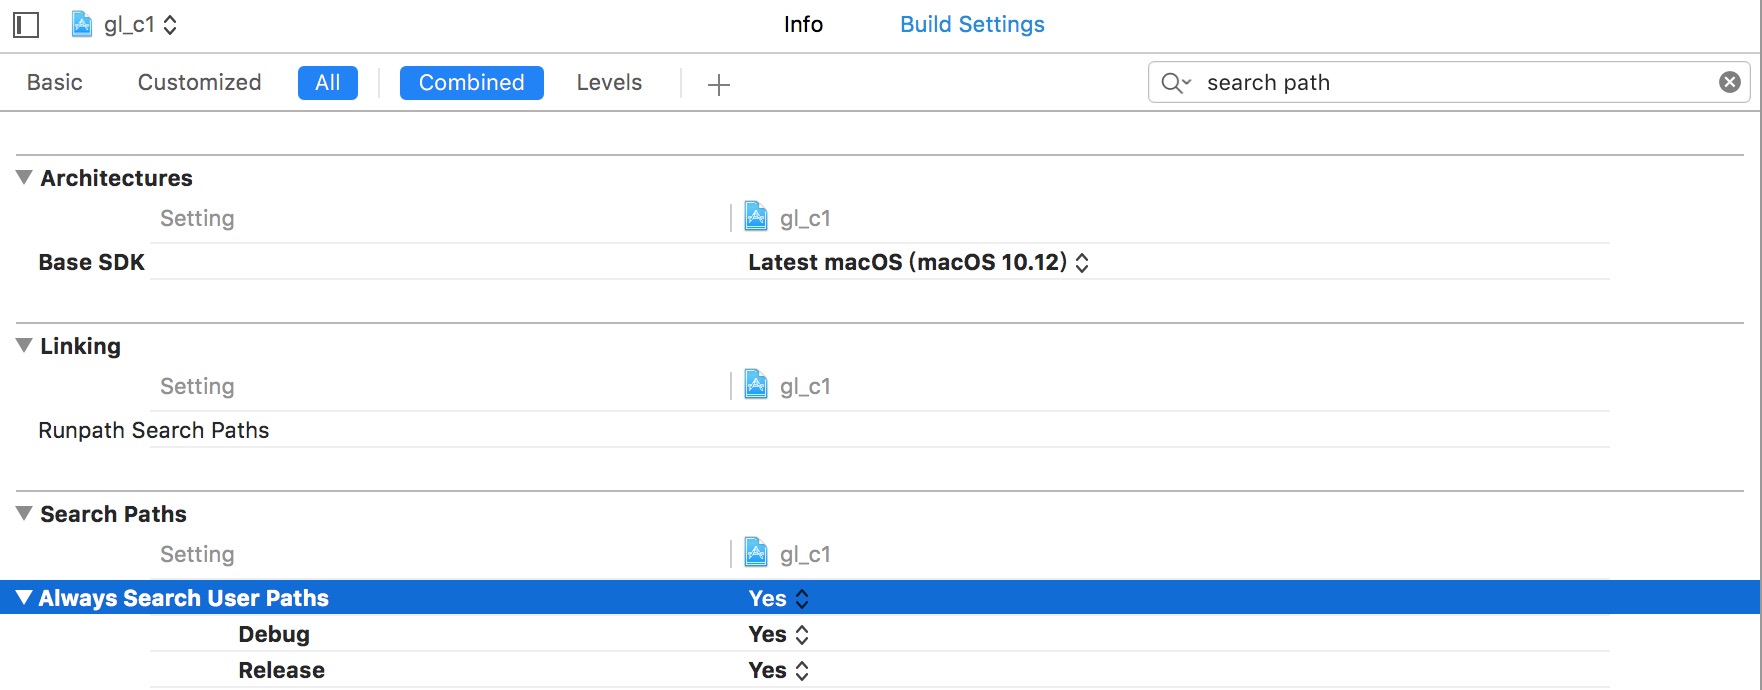 gl_c1 Info Build Settings
Basic Customized All Combined Levels search path
Architectures
Setting gl_c1
Base SDK Latest macOS (macOS 10.12)
Linking
Setting gl_c1
Runpath Search Paths
Search Paths
Setting gl_c1
Always Search User Paths Yes
Debug Yes
Release Yes